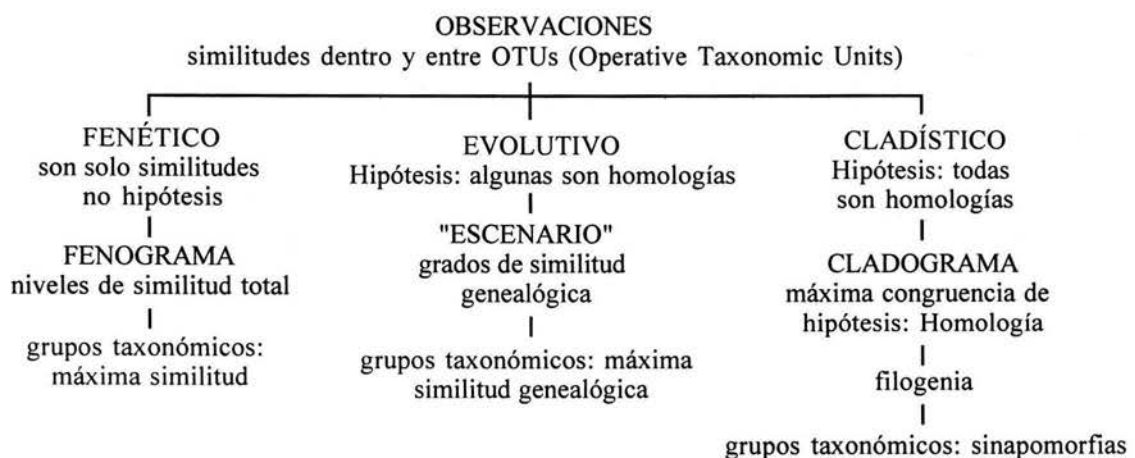 OBSERVACIONES
similitudes dentro y entre OTUs (Operative Taxonomic Units)
FENÉTICO
son solo similitudes
no hipótesis
FENOGRAMA
niveles de similitud total
grupos taxonómicos:
máxima similitud
EVOLUTIVO
Hipótesis: algunas son homologías
"ESCENARIO"
grados de similitud
genealógica
grupos taxonómicos: máxima
similitud genealógica
CLADÍSTICO
Hipótesis: todas
son homologías
CLADOGRAMA
máxima congruencia de
hipótesis: Homología
filogenia
grupos taxonómicos: sinapomorfias